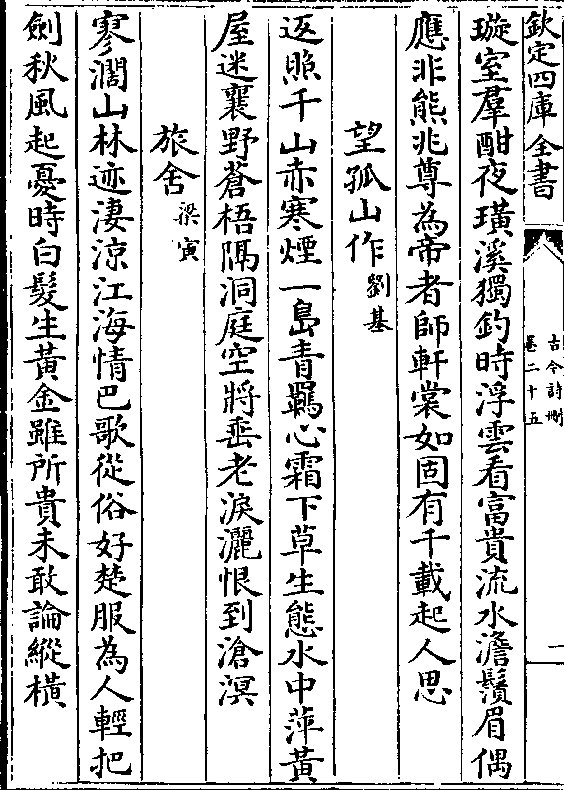 欽定四庫全書
古今詩刪
卷二十五
二
璇室羣酣夜璜溪獨釣時浮雲看富貴流水澹鬚眉偶
應非熊兆尊為帝者師軒裳如固有千載起人思
望孤山作劉基
返照千山赤寒煙一島青羈心霜下草生態水中萍黃
屋迷襄野蒼梧隔洞庭空將垂老淚灑恨到滄溟
旅舍梁寅
寥濶山林迹淒涼江海情巴歌從俗好楚服為人輕把
劍秋風起憂時白髮生黃金雖所貴未敢論縱橫